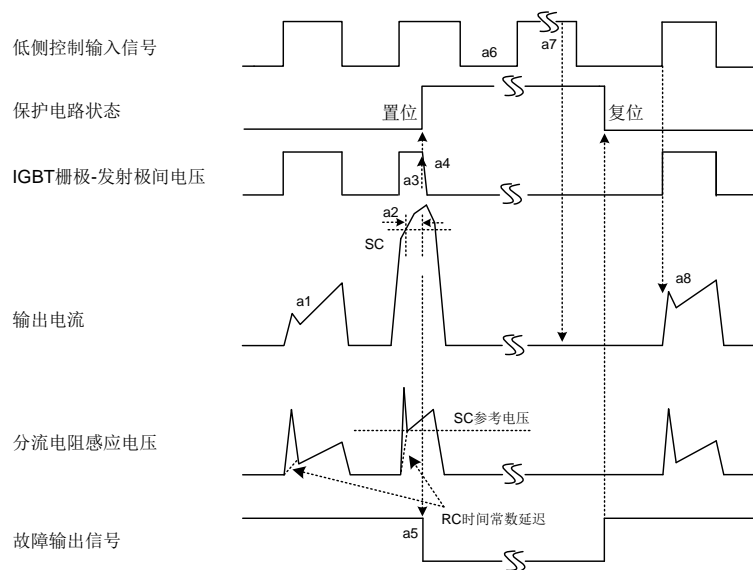 低侧控制输入信号
a6
a7
保护电路状态
置位
复位
IGBT栅极-发射极间电压
a3
a4
a2
SC
a1
a8
输出电流
SC参考电压
分流电阻感应电压
RC时间常数延迟
a5
故障输出信号